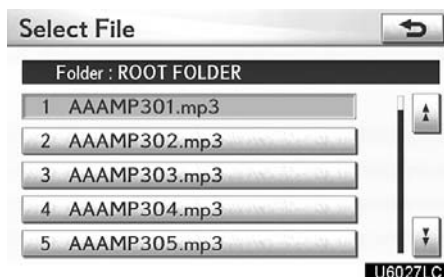 Select File
Folder : ROOT FOLDER
1 AAAMP301.mp3
2 AAAMP302.mp3
3 AAAMP303.mp3
4 AAAMP304.mp3
5 AAAMP305.mp3
U6027LC